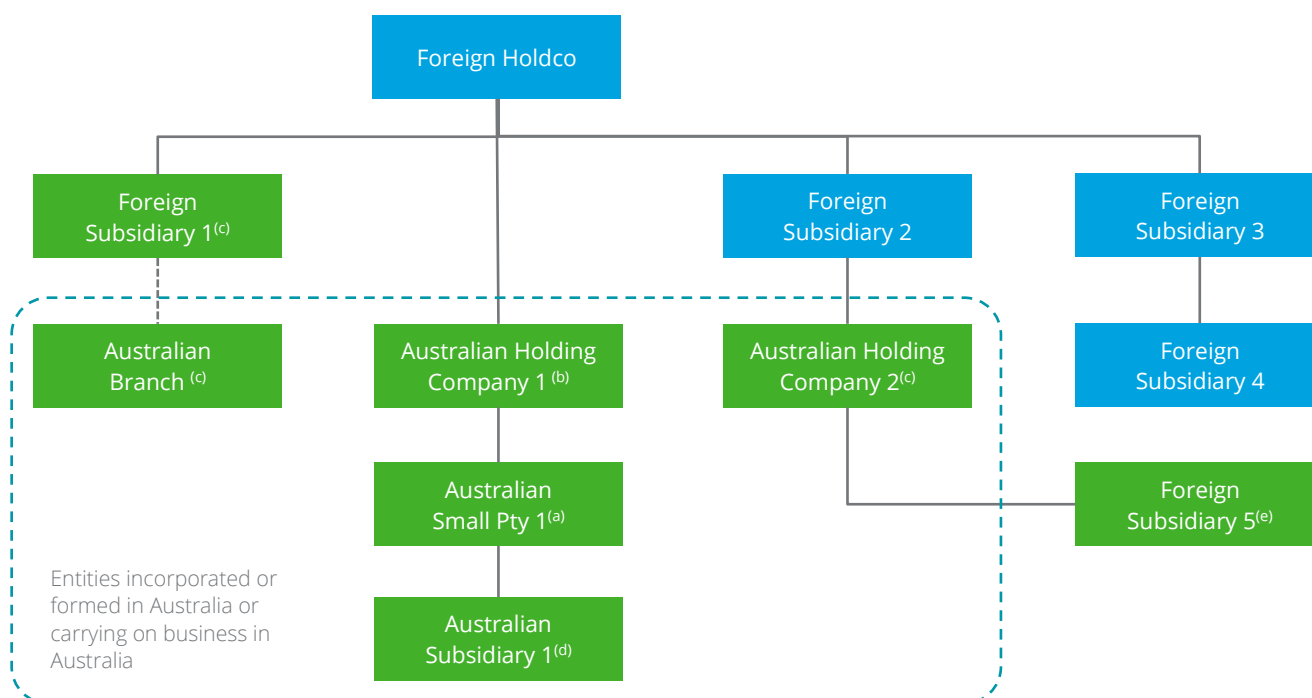 Foreign Holdco
Foreign
Subsidiary 1(c)
Foreign
Subsidiary 2
Foreign
Subsidiary 3
Australian
Branch (c)
Australian Holding
Company 1 (b)
Australian Holding
Company 2(c)
Foreign
Subsidiary 4
Australian
Small Pty 1(a)
Foreign
Subsidiary 5(e)
Entities incorporated or
formed in Australia or
carrying on business in
Australia
Australian
Subsidiary 1(d)